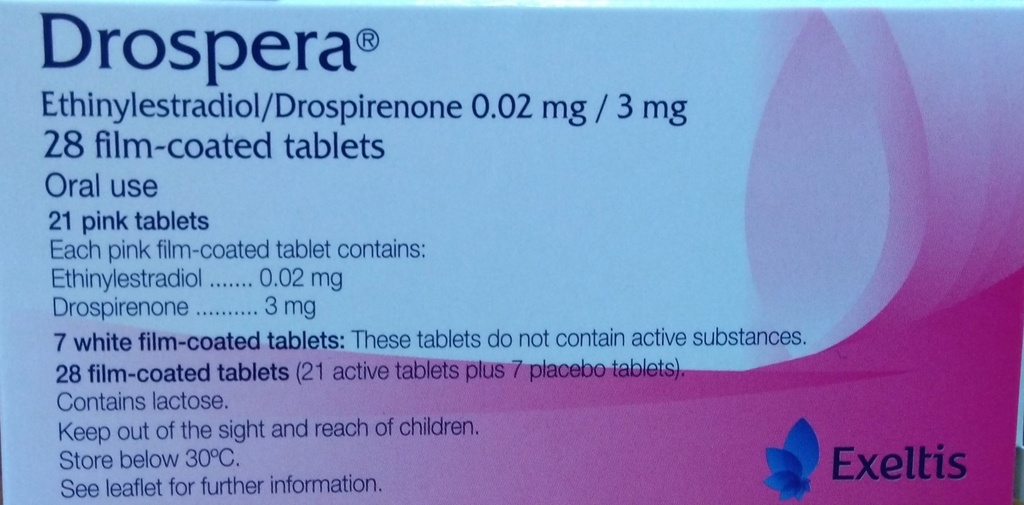 Drospera®
Ethinylestradiol/Drospirenone 0.02 mg / 3 mg
28 film-coated tablets
Oral use
21 pink tablets
Each pink film-coated tablet contains:
Ethinylestradiol ....... 0.02 mg
Drospirenone .......... 3 mg
7 white film-coated tablets: These tablets do not contain active substances.
28 film-coated tablets (21 active tablets plus 7 placebo tablets).
Contains lactose.
Keep out of the sight and reach of children.
Store below 30ºC.
See leaflet for further information.
Exeltis